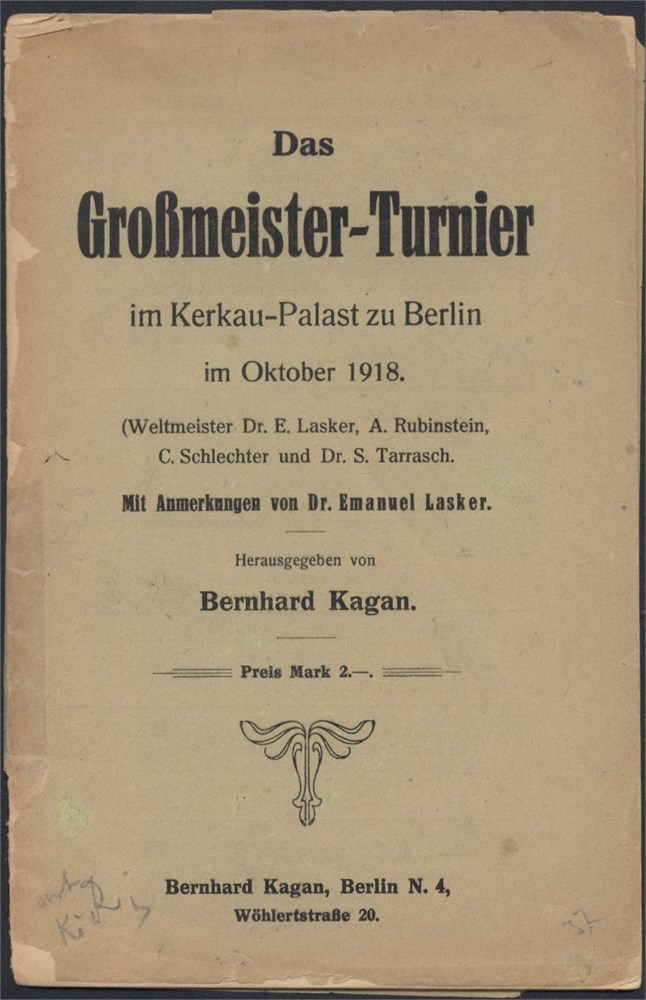 Das
Großmeister-Turnier
im Kerkau-Palast zu Berlin
im Oktober 1918.
(Weltmeister Dr. E. Lasker, A. Rubinstein,
C. Schlechter und Dr. S. Tarrasch.
Mit Anmerkungen von Dr. Emanuel Lasker.
Herausgegeben von
Bernhard Kagan.
Preis Mark 2.—.
Bernhard Kagan, Berlin N. 4,
Wöhlertstraße 20.